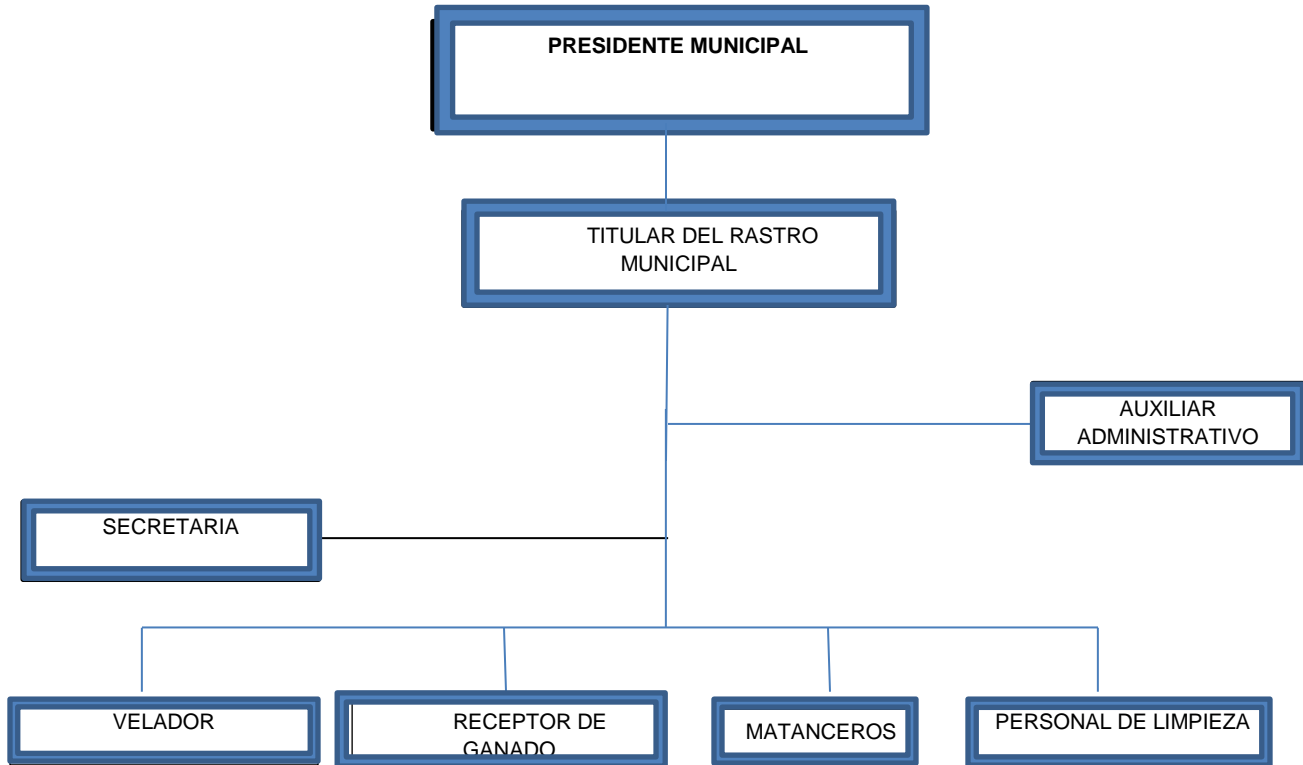 PRESIDENTE MUNICIPAL
TITULAR DEL RASTRO
MUNICIPAL
AUXILIAR
ADMINISTRATIVO
SECRETARIA
VELADOR
RECEPTOR DE
GANADO
MATANCEROS
PERSONAL DE LIMPIEZA